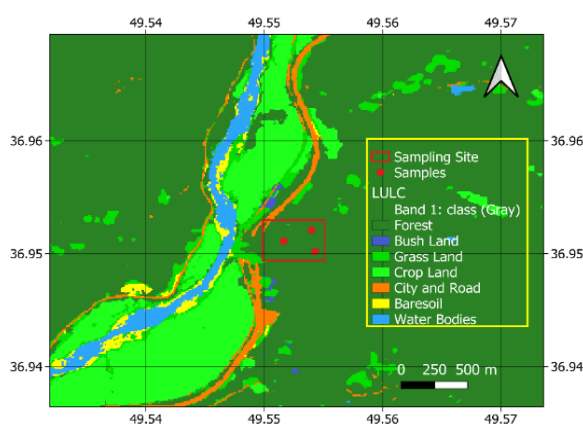 49.54 49.55 49.56 49.57
36.96 36.96
Sampling Site
Samples
LULC
Band 1: class (Gray)
Forest
Bush Land
36.95 36.95
Grass Land
Crop Land
City and Road
Baresoil
Water Bodies
36.94 36.94
0 250 500 m
49.54 49.55 49.56 49.57